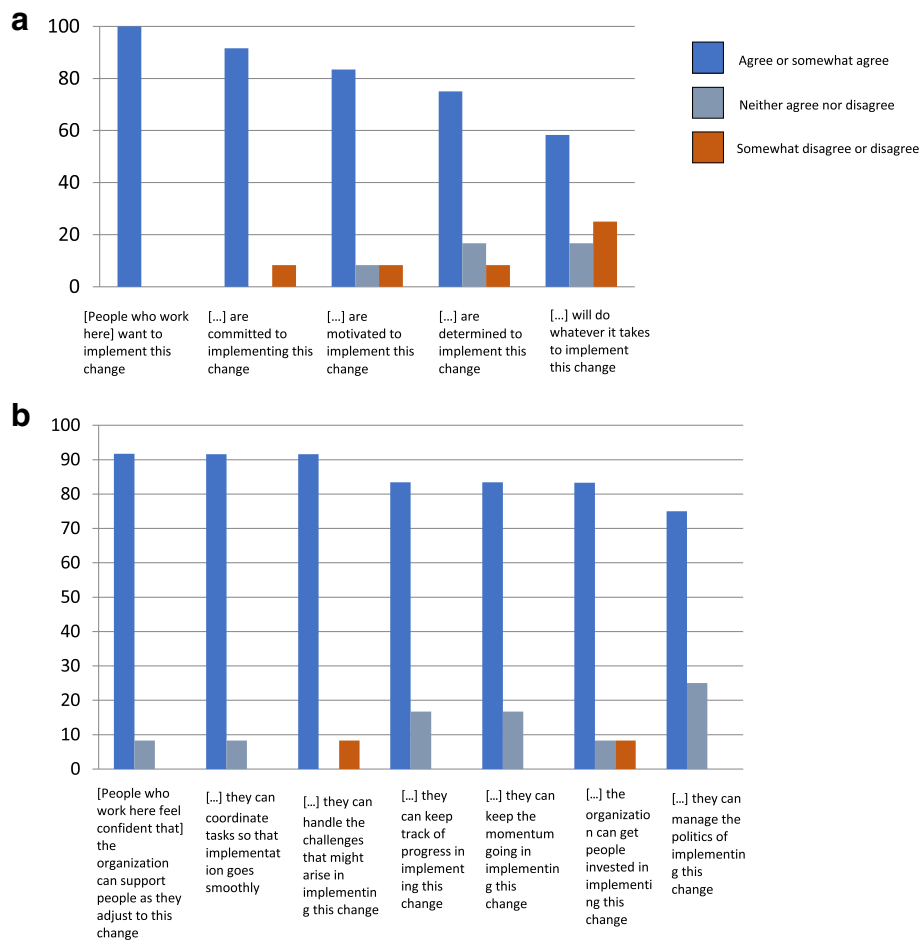 a
100
80
60
40
20
0
Agree or somewhat agree
Neither agree nor disagree
Somewhat disagree or disagree
[People who work
here] want to
implement this
change
[...] are
committed to
implementing this
change
[...] are
motivated to
implement this
change
[...] are
determined to
implement this
change
[...] will do
whatever it takes
to implement
this change
b
100
90
80
70
60
50
40
30
20
10
0
[People who
work here feel
confident that]
the
organization
can support
people as they
adjust to this
change
[...] they can
coordinate
tasks so that
implementat
ion goes
smoothly
[...] they can
handle the
challenges
that might
arise in
implementin
g this change
[...] they
can keep
track of
progress in
implement
ing this
change
[...] they can
keep the
momentum
going in
implementin
g this
change
[...] the
organizatio
n can get
people
invested in
implementi
ng this
change
[...] they can
manage the
politics of
implementin
g this
change